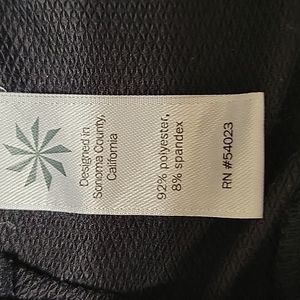 Designed in
Sonoma County,
California
92% polyester,
8% spandex
RN #54023